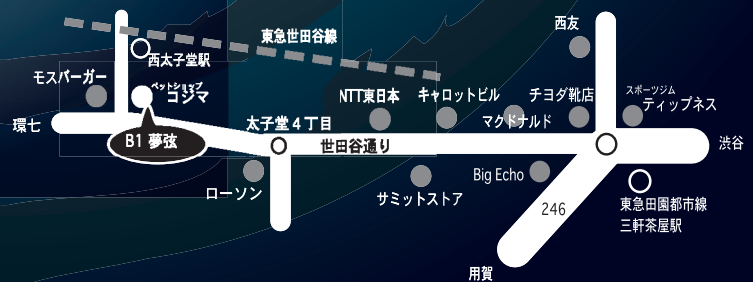 西友
東急世田谷線
西太子堂駅
モスバーガー
ペットショップ
コジマ
NTT東日本
キャロットビル
チヨダ靴店
スポーツジム
ティップネス
環七
B1 夢弦
太子堂4丁目
マクドナルド
世田谷通り
渋谷
ローソン
サミットストア
Big Echo
246
東急田園都市線
三軒茶屋駅
用賀